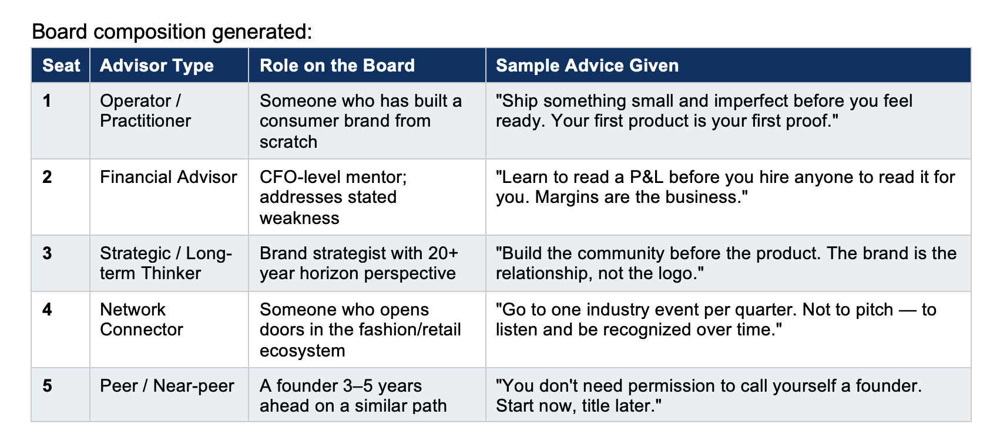 Board composition generated:
Seat
Advisor Type
Role on the Board
Sample Advice Given
1
Operator /
Practitioner
Someone who has built a
consumer brand from
scratch
"Ship something small and imperfect before you feel
ready. Your first product is your first proof."
2
Financial Advisor
CFO-level mentor;
addresses stated
weakness
"Learn to read a P&L before you hire anyone to read it for
you. Margins are the business."
3
Strategic / Long-
term Thinker
Brand strategist with 20+
year horizon perspective
"Build the community before the product. The brand is the
relationship, not the logo."
4
Network
Connector
Someone who opens
doors in the fashion/retail
ecosystem
"Go to one industry event per quarter. Not to pitch — to
listen and be recognized over time."
5
Peer / Near-peer
A founder 3–5 years
ahead on a similar path
"You don't need permission to call yourself a founder.
Start now, title later."